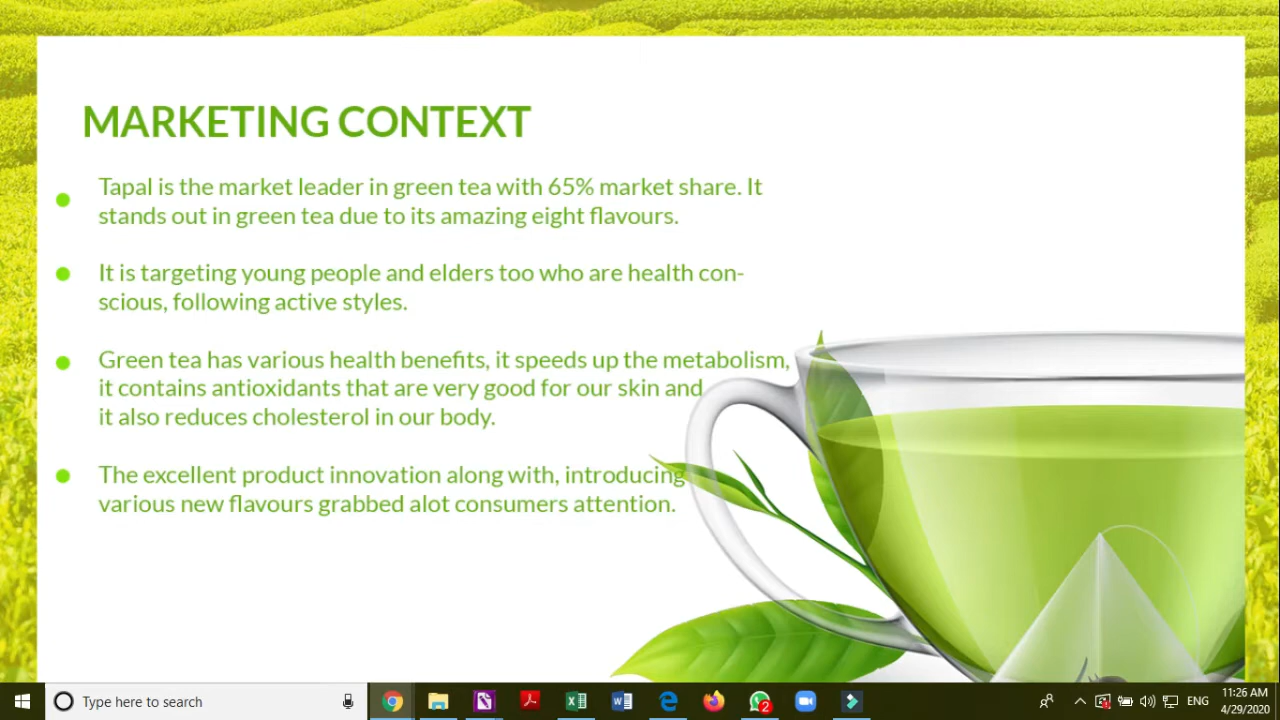 MARKETING CONTEXT
Tapal is the market leader in green tea with 65% market share. It
stands out in green tea due to its amazing eight flavours.
It is targeting young people and elders too who are health con-
scious, following active styles.
Green tea has various health benefits, it speeds up the metabolism,
it contains antioxidants that are very good for our skin and
it also reduces cholesterol in our body.
The excellent product innovation along with, introducing
various new flavours grabbed alot consumers attention.
Type here to search
2
ENG
11:26 AM
4/29/2020